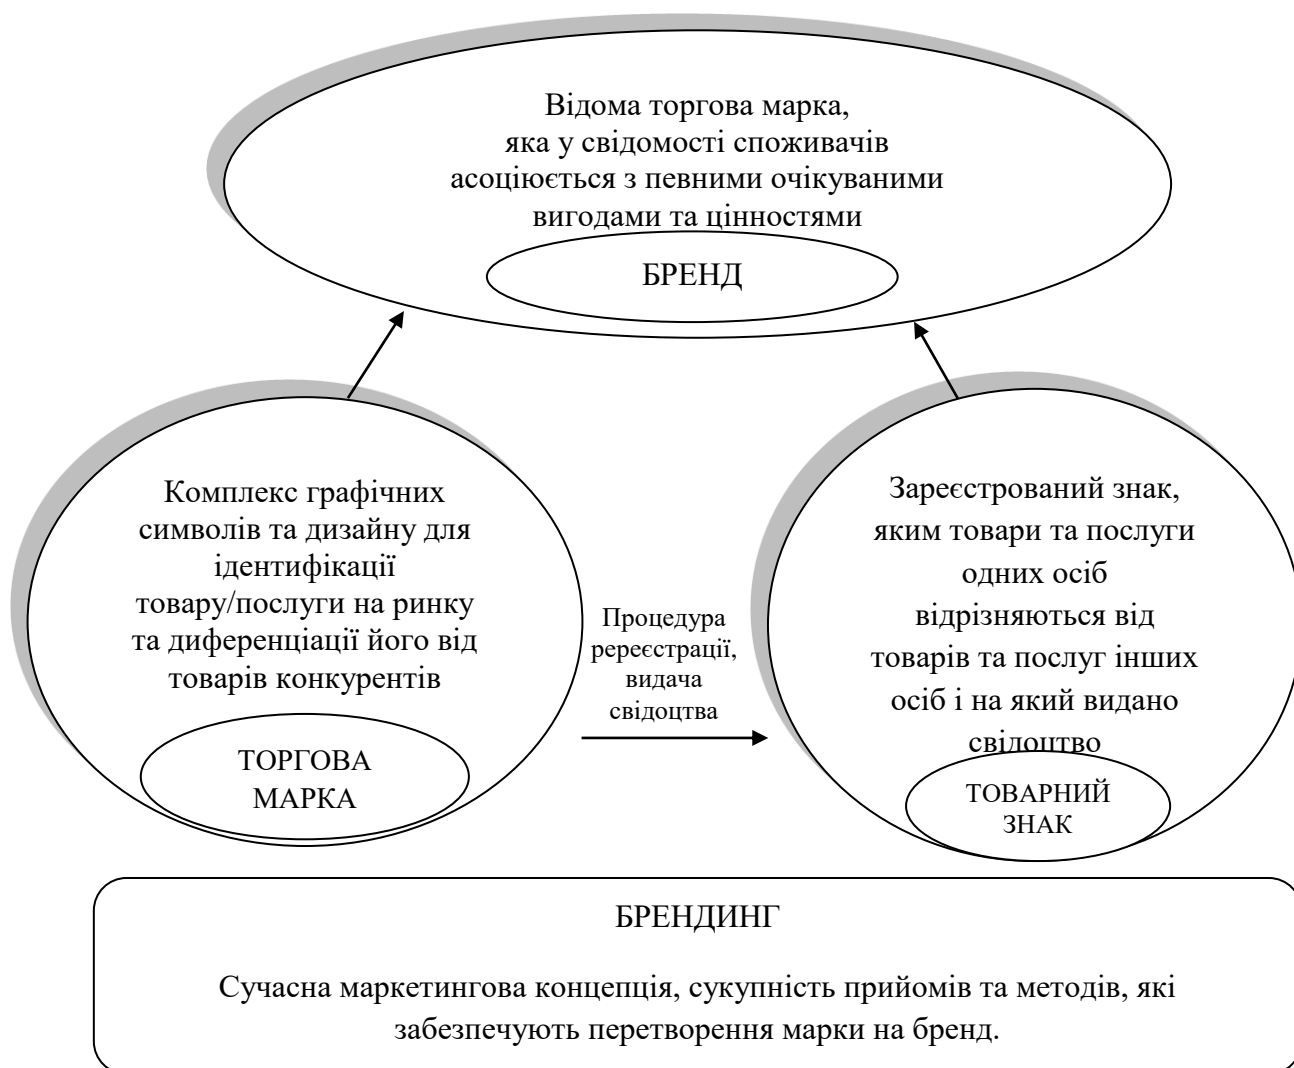 Відома торгова марка,
яка у свідомості споживачів
асоціюється з певними очікуваними
вигодами та цінностями
БРЕНД
Комплекс графічних
символів та дизайну для
ідентифікації
товару/послуги на ринку
та диференціації його від
товарів конкурентів
ТОРГОВА
МАРКА
Процедура
ререєстрації,
видача
свідоцтва
Зареєстрований знак,
яким товари та послуги
одних осіб
відрізняються від
товарів та послуг інших
осіб і на який видано
свідоцтво
ТОВАРНИЙ
ЗНАК
БРЕНДИНГ
Сучасна маркетингова концепція, сукупність прийомів та методів, які
забезпечують перетворення марки на бренд.